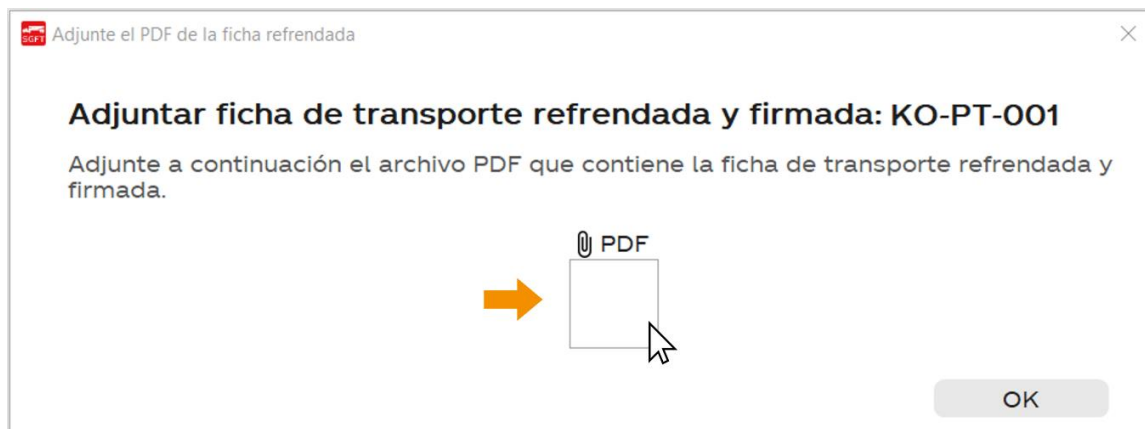 SGFT Adjunte el PDF de la ficha refrendada
Adjuntar ficha de transporte refrendada y firmada: KO-PT-001
Adjunte a continuación el archivo PDF que contiene la ficha de transporte refrendada y
firmada.
PDF
OK